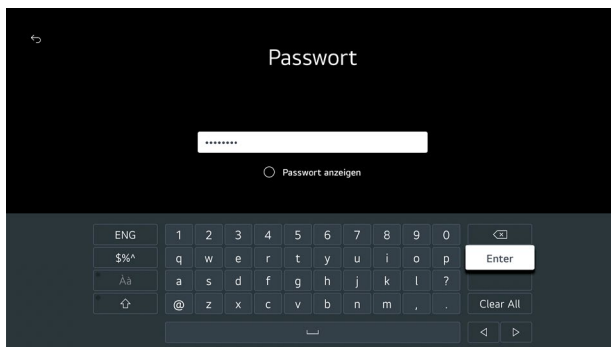 Passwort
••••••••
Passwort anzeigen
ENG 1 2 3 4 5 6 7 8 9 0
$%^ q w e r t y u i o p Enter
Àà a s d f g h j k l ?
@ z x c v b n m , . Clear All